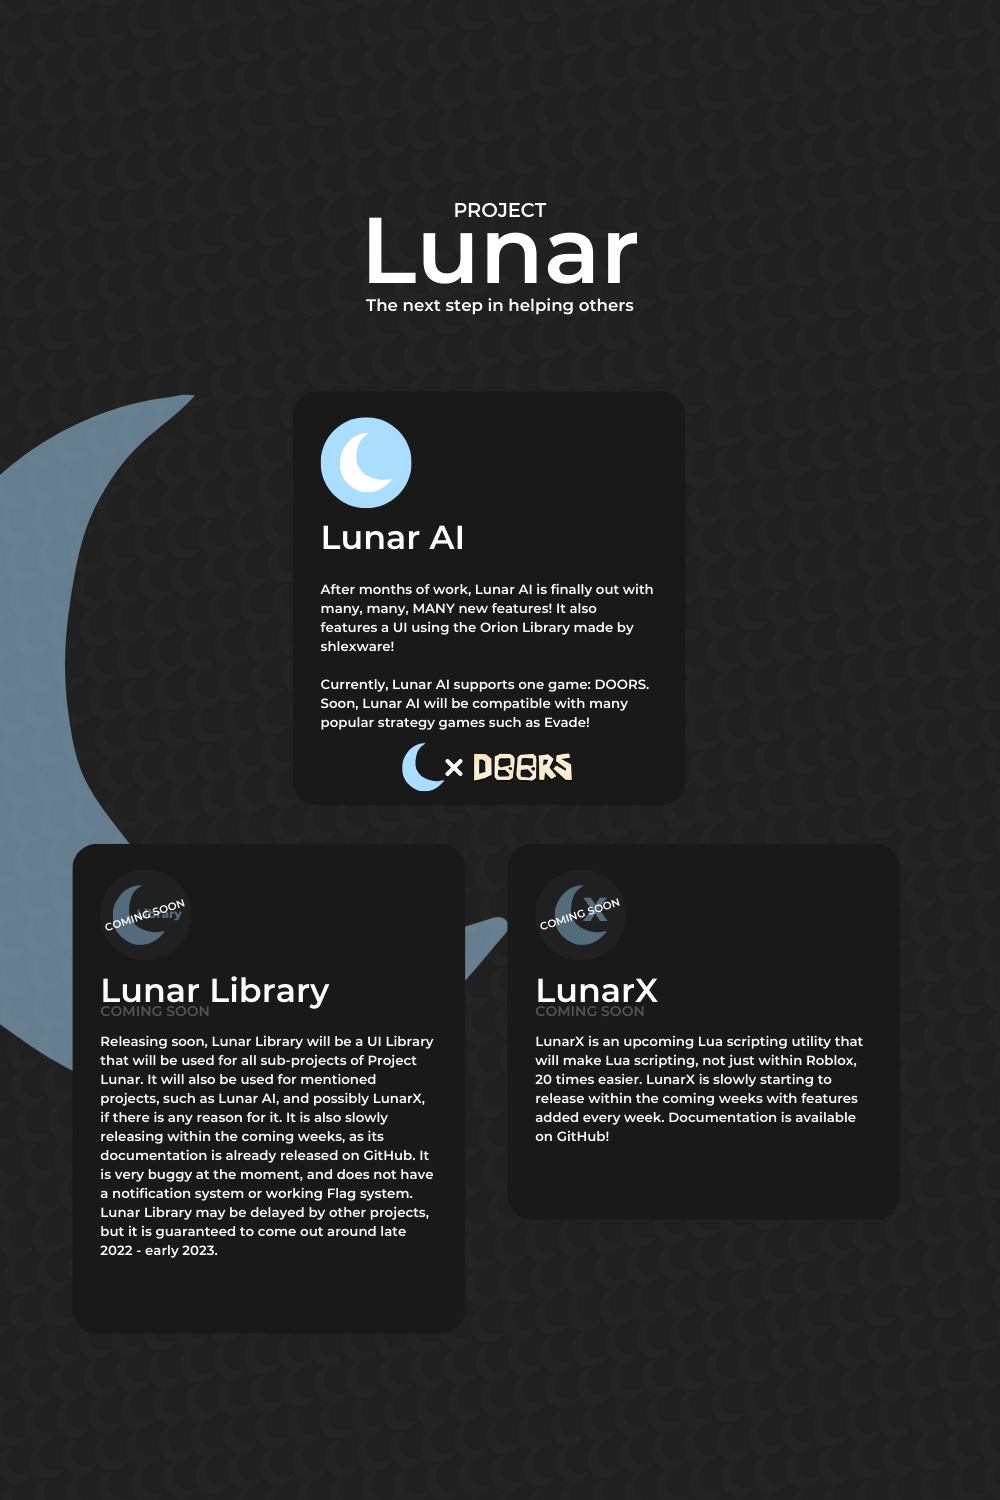 PROJECT
Lunar
The next step in helping others
Lunar AI
After months of work, Lunar AI is finally out with
many, many, MANY new features! It also
features a UI using the Orion Library made by
shlexware!
Currently, Lunar AI supports one game: DOORS.
Soon, Lunar AI will be compatible with many
popular strategy games such as Evade!
× DOORS
Library
COMING SOON
Lunar Library
COMING SOON
Releasing soon, Lunar Library will be a UI Library
that will be used for all sub-projects of Project
Lunar. It will also be used for mentioned
projects, such as Lunar AI, and possibly LunarX,
if there is any reason for it. It is also slowly
releasing within the coming weeks, as its
documentation is already released on GitHub. It
is very buggy at the moment, and does not have
a notification system or working Flag system.
Lunar Library may be delayed by other projects,
but it is guaranteed to come out around late
2022 - early 2023.
X
COMING SOON
LunarX
COMING SOON
LunarX is an upcoming Lua scripting utility that
will make Lua scripting, not just within Roblox,
20 times easier. LunarX is slowly starting to
release within the coming weeks with features
added every week. Documentation is available
on GitHub!